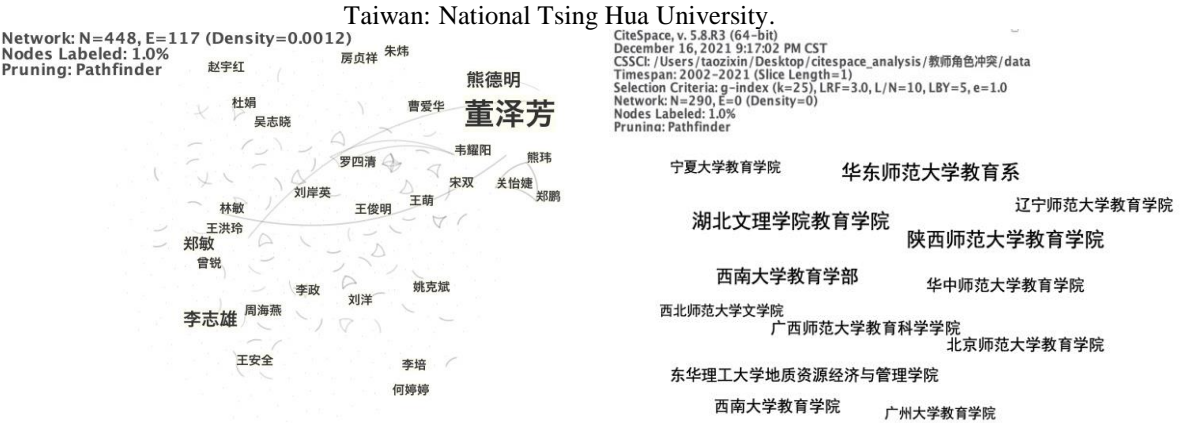 Taiwan: National Tsing Hua University.
Network: N=448, E=117 (Density=0.0012)
Nodes Labeled: 1.0%
Pruning: Pathfinder
房贞祥 朱炜
赵宇红
熊德明
杜娟
曹爱华
董泽芳
吴志晓
韦耀阳
罗四清
熊玮
宋双
关怡婕
刘岸英
郑鹏
王萌
林敏
王俊明
王洪玲
郑敏
曾锐
李政
姚克斌
刘洋
周海燕
李志雄
王安全
李培
何婷婷
CiteSpace, v. 5.8.R3 (64-bit)
December 16, 2021 9:17:02 PM CST
CSSCI: /Users/taozixin/Desktop/citespace_analysis/教师角色冲突/data
Timespan: 2002-2021 (Slice Length=1)
Selection Criteria: g-index (k=25), LRF=3.0, L/N=10, LBY=5, e=1.0
Network: N=290, E=0 (Density=0)
Nodes Labeled: 1.0%
Pruning: Pathfinder
宁夏大学教育学院
华东师范大学教育系
辽宁师范大学教育学院
湖北文理学院教育学院
陕西师范大学教育学院
西南大学教育学部
华中师范大学教育学院
西北师范大学文学院
广西师范大学教育科学学院
北京师范大学教育学院
东华理工大学地质资源经济与管理学院
西南大学教育学院
广州大学教育学院